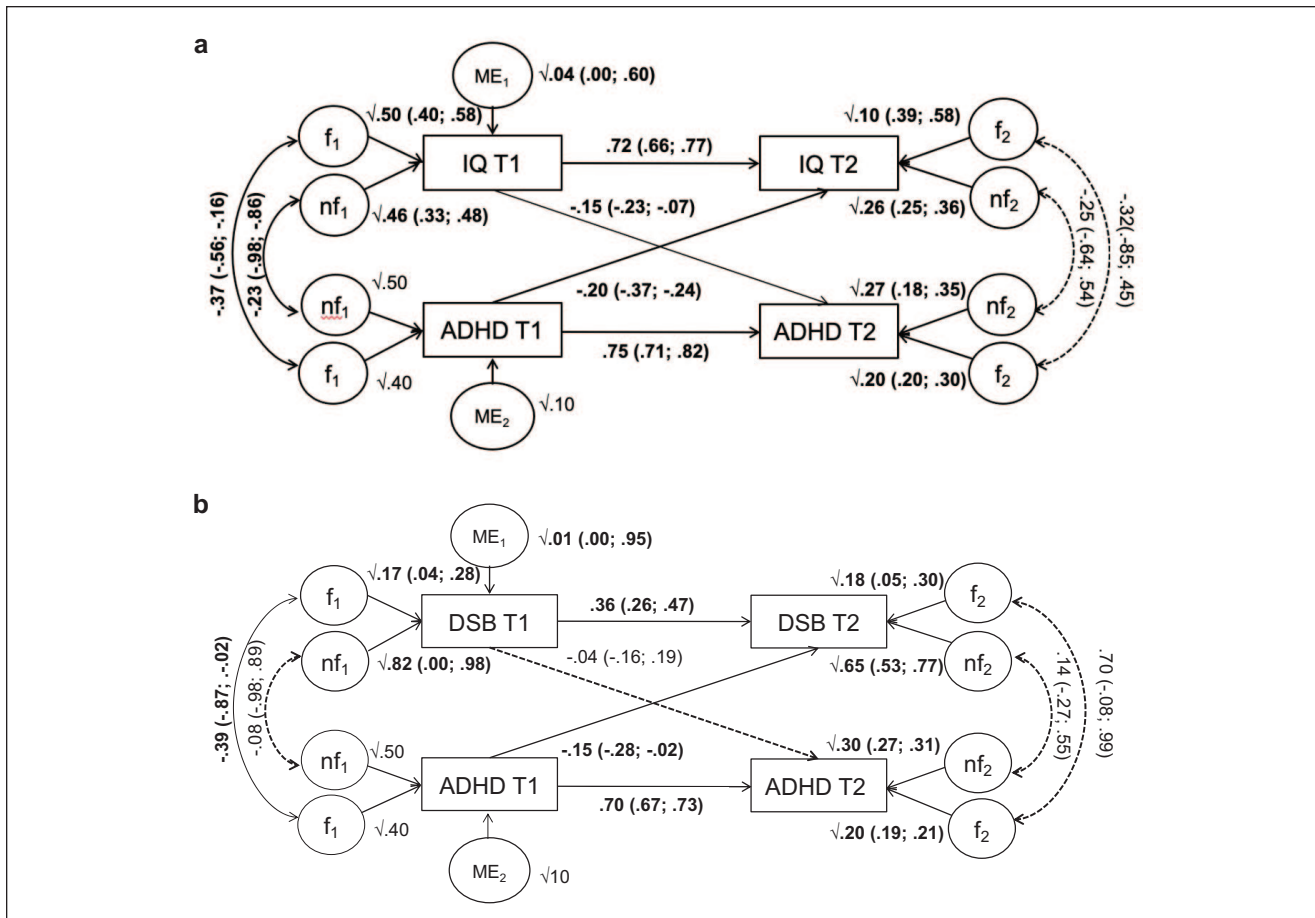 a
ME1
√.04 (.00; .60)
√.50 (.40; .58)
√.10 (.39; .58)
f1
f2
.72 (.66; .77)
IQ T1
IQ T2
nf1
nf2
√.46 (.33; .48)
-.15 (-.23; -.07)
√.26 (.25; .36)
-.37 (-.56; -.16)
-.23 (-.98; -.86)
-.25 (-.64; .54)
-.32(-.85; .45)
√.50
-.20 (-.37; -.24)
√.27 (.18; .35)
nf1
nf2
ADHD T1
ADHD T2
.75 (.71; .82)
f1
f2
√.40
√.20 (.20; .30)
ME2
√.10
b
ME1
√.01 (.00; .95)
√.17 (.04; .28)
√.18 (.05; .30)
f1
f2
.36 (.26; .47)
DSB T1
DSB T2
nf1
nf2
√.82 (.00; .98)
-.04 (-.16; .19)
√.65 (.53; .77)
-.39 (-.87; -.02)
-.08 (-.98; .89)
.14 (-.27; .55)
.70 (-.08; .99)
√.50
-.15 (-.28; -.02)
√.30 (.27; .31)
nf1
nf2
ADHD T1
ADHD T2
.70 (.67; .73)
f1
f2
√.40
√.20 (.19; .21)
ME2
√10